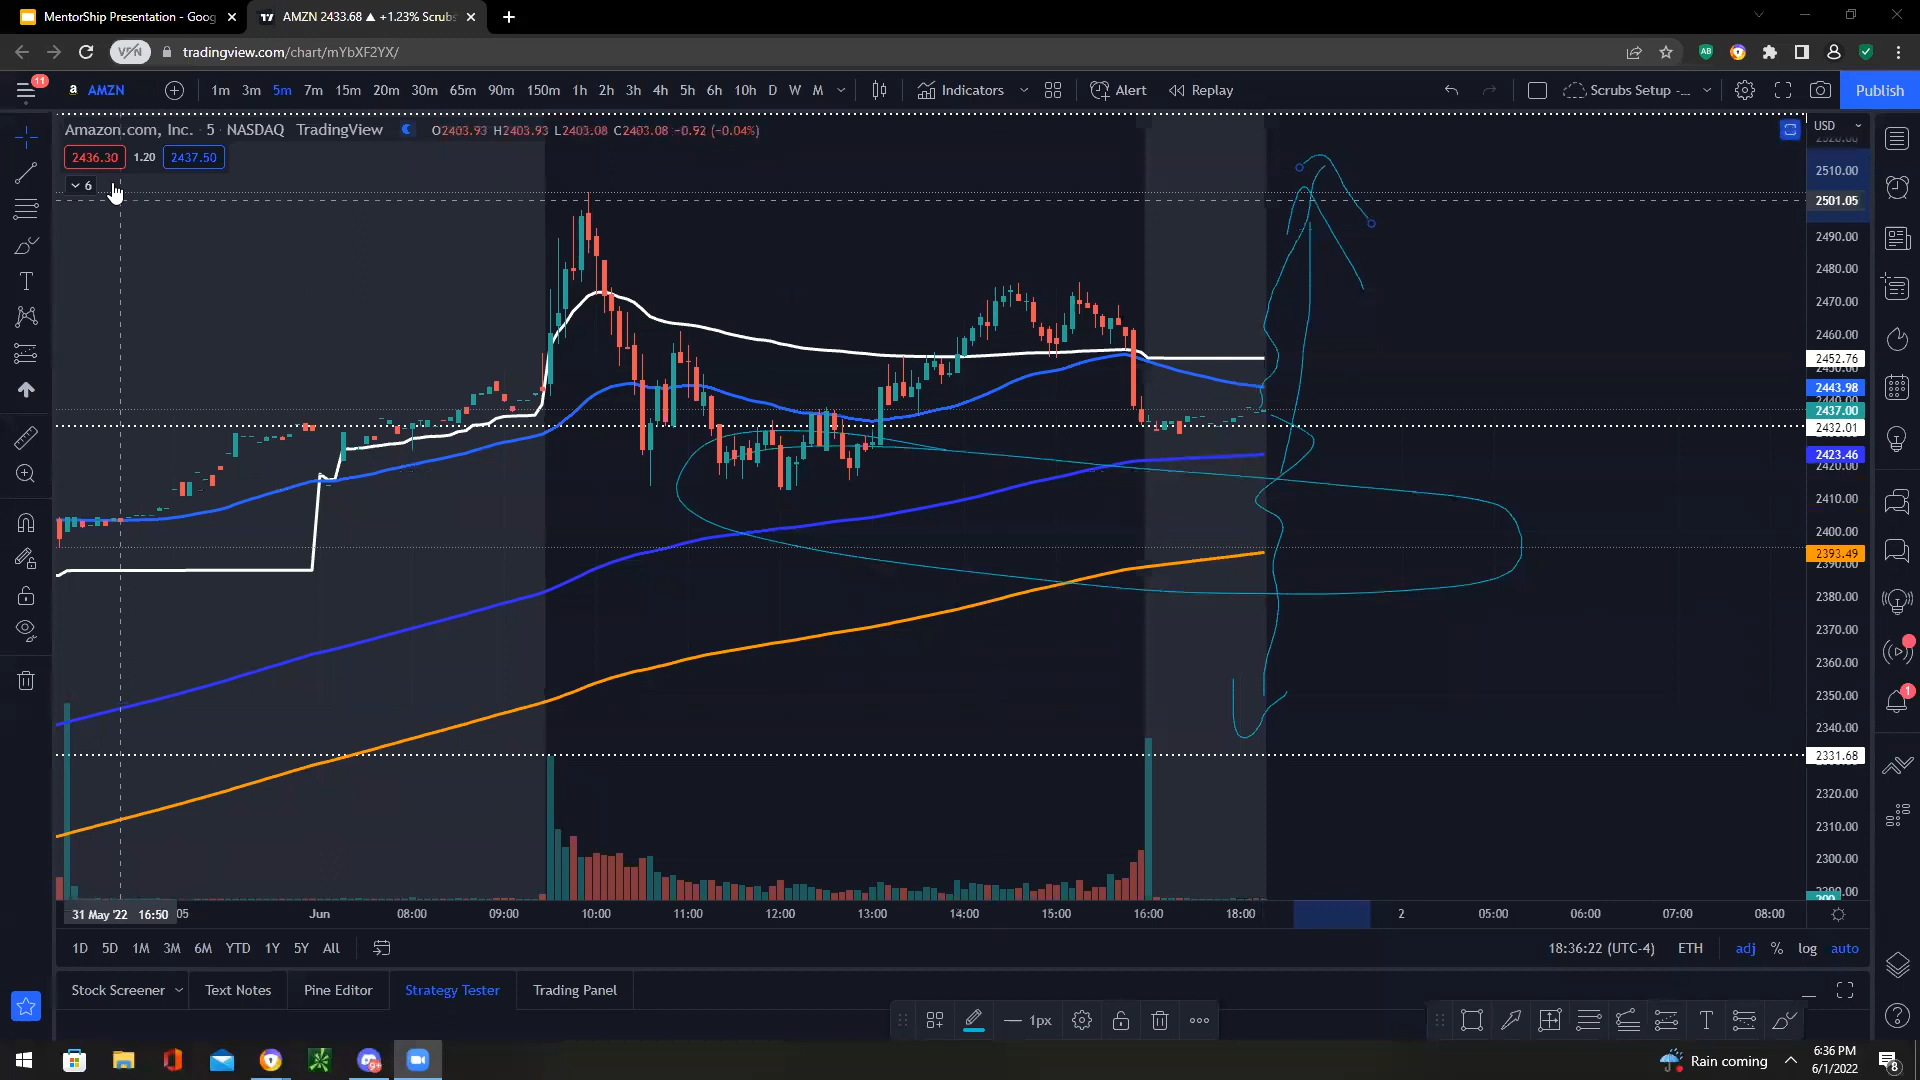 MentorShip Presentation - Goog
AMZN 2433.68 ▲ +1.23% Scrubs
tradingview.com/chart/mYbXF2YX/
VPN
11
a AMZN
1m 3m 5m 7m 15m 20m 30m 65m 90m 150m 1h 2h 3h 4h 5h 6h 10h D W M
Indicators
Alert
Replay
Scrubs Setup -...
Publish
Amazon.com, Inc. · 5 · NASDAQ TradingView
O2403.93 H2403.93 L2403.08 C2403.08 -0.92 (-0.04%)
USD
2436.30 1.20 2437.50
6
2510.00
2501.05
2490.00
2480.00
2470.00
2460.00
2452.76
2443.98
2437.00
2432.01
2423.46
2420.00
2410.00
2400.00
2393.49
2390.00
2380.00
2370.00
2360.00
2350.00
2340.00
2331.68
2320.00
2310.00
2300.00
31 May '22 16:50 05 Jun 08:00 09:00 10:00 11:00 12:00 13:00 14:00 15:00 16:00 18:00 2 05:00 06:00 07:00 08:00
1D 5D 1M 3M 6M YTD 1Y 5Y All
18:36:22 (UTC-4) ETH adj % log auto
Stock Screener Text Notes Pine Editor Strategy Tester Trading Panel
1px
1
Rain coming
6:36 PM
6/1/2022
8